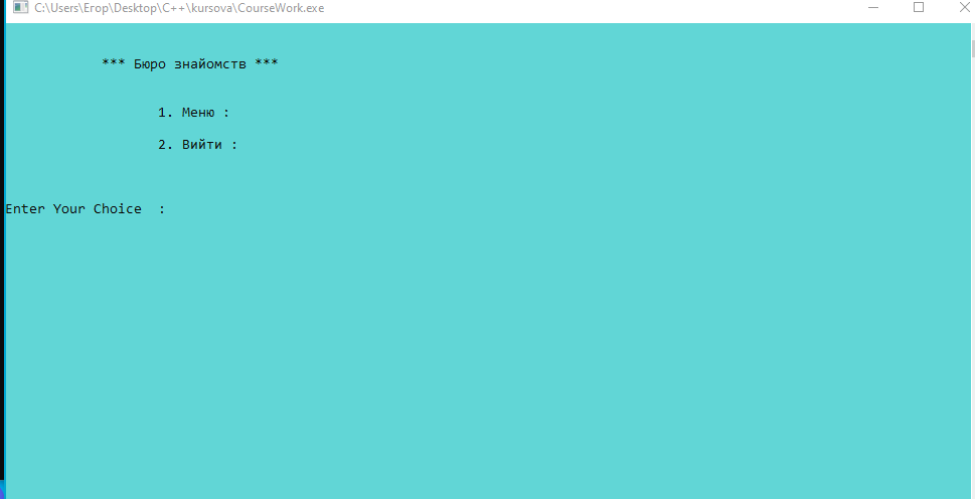 C:\Users\Егор\Desktop\C++\kursova\CourseWork.exe
*** Бюро знайомств ***
1. Меню :
2. Вийти :
Enter Your Choice  :